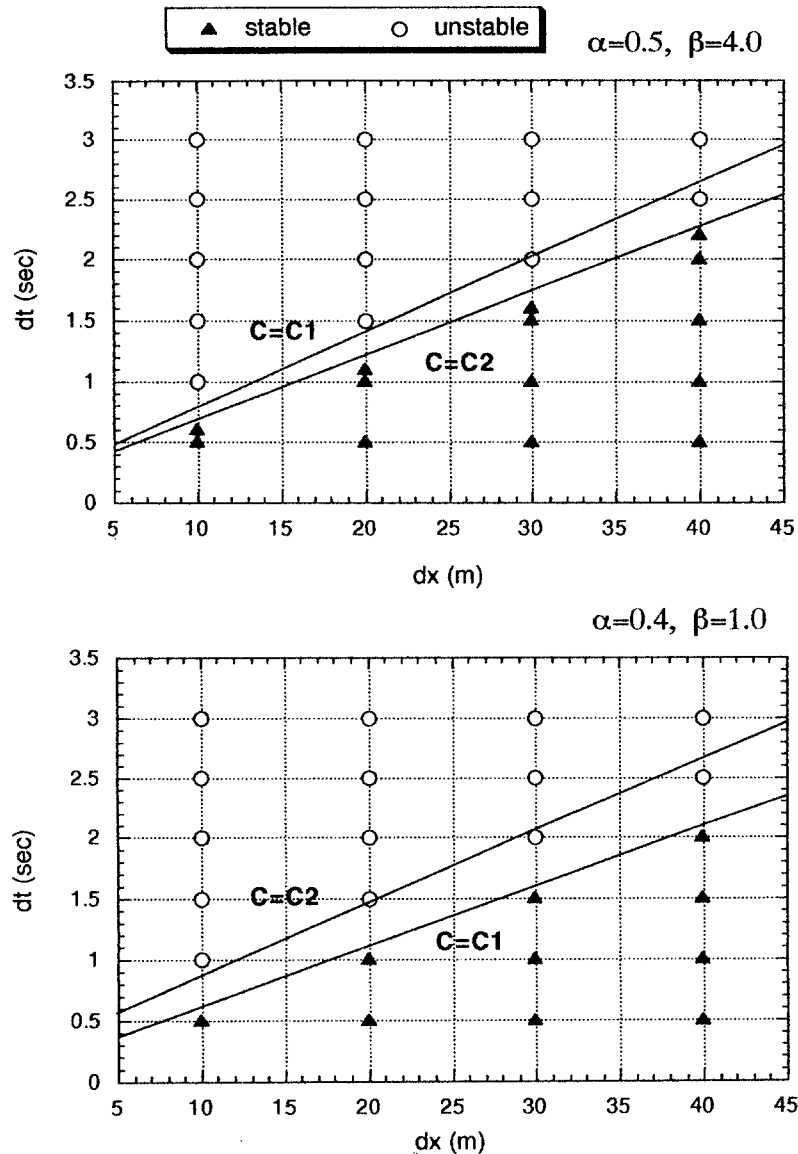 stable unstable
α=0.5, β=4.0
3.5
3
2.5
2
1.5
1
0.5
0
dt (sec)
C=C1
C=C2
5 10 15 20 25 30 35 40 45
dx (m)
α=0.4, β=1.0
3.5
3
2.5
2
1.5
1
0.5
0
dt (sec)
C=C2
C=C1
5 10 15 20 25 30 35 40 45
dx (m)